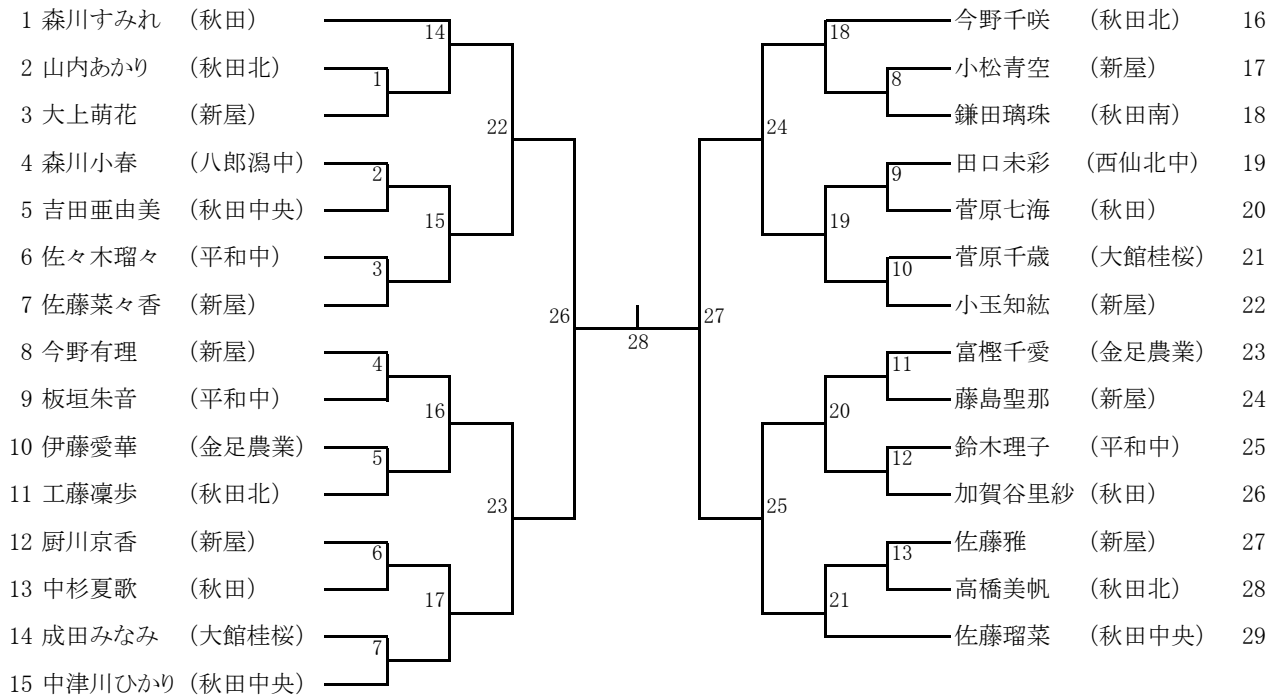 1 森川すみれ （秋田）
2 山内あかり （秋田北）
3 大上萌花 （新屋）
4 森川小春 （八郎潟中）
5 吉田亜由美 （秋田中央）
6 佐々木瑠々 （平和中）
7 佐藤菜々香 （新屋）
8 今野有理 （新屋）
9 板垣朱音 （平和中）
10 伊藤愛華 （金足農業）
11 工藤凜歩 （秋田北）
12 厨川京香 （新屋）
13 中杉夏歌 （秋田）
14 成田みなみ （大館桂桜）
15 中津川ひかり （秋田中央）
14
1
22
2
15
3
26
4
16
5
23
6
17
7
28
18
8
24
9
19
10
27
11
20
12
25
13
21
今野千咲 （秋田北） 16
小松青空 （新屋） 17
鎌田璃珠 （秋田南） 18
田口未彩 （西仙北中） 19
菅原七海 （秋田） 20
菅原千歳 （大館桂桜） 21
小玉知紘 （新屋） 22
富樫千愛 （金足農業） 23
藤島聖那 （新屋） 24
鈴木理子 （平和中） 25
加賀谷里紗 （秋田） 26
佐藤雅 （新屋） 27
高橋美帆 （秋田北） 28
佐藤瑠菜 （秋田中央） 29